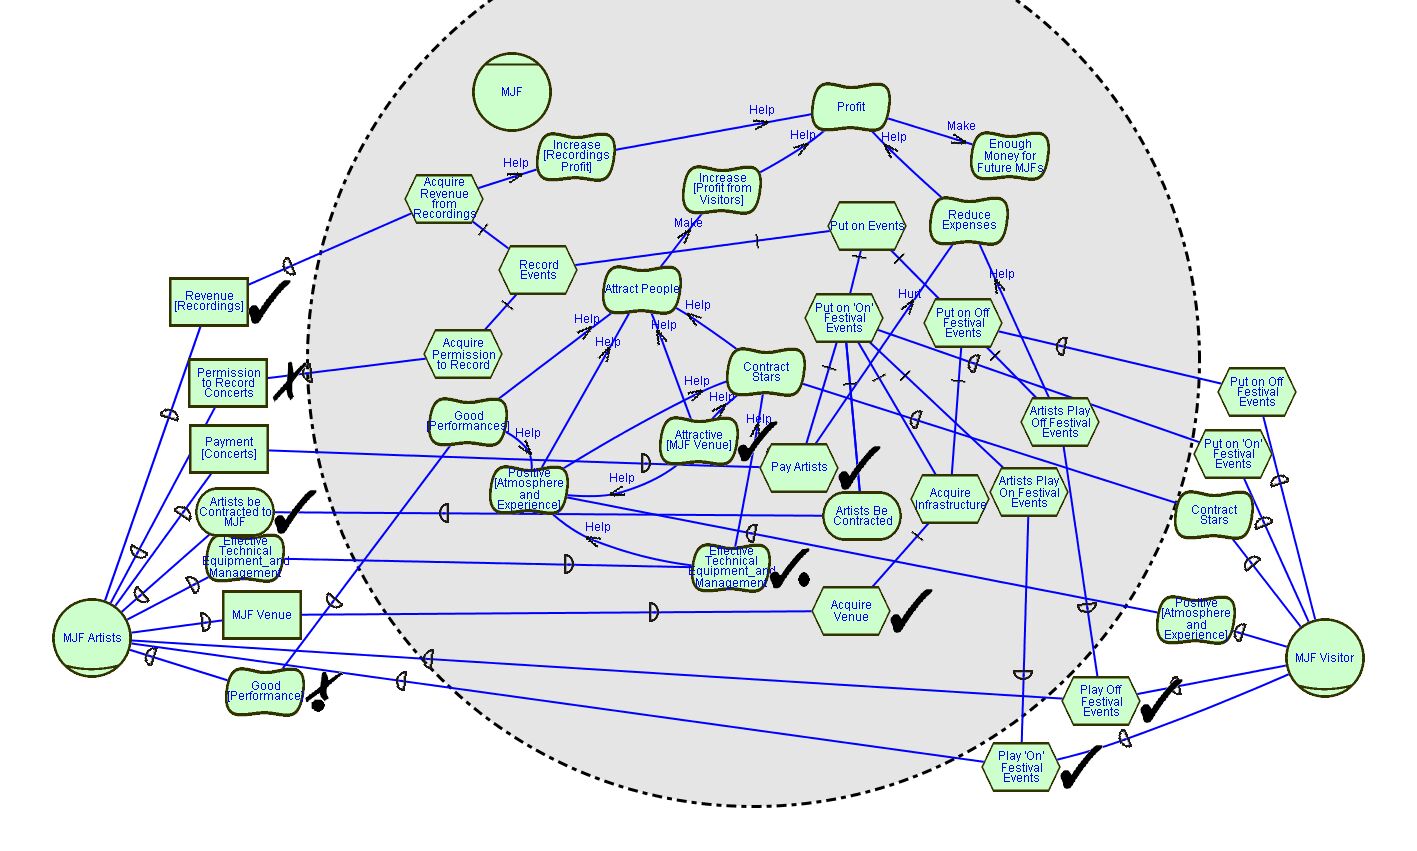 MJF
Help
Profit
Help
Make
Help
Increase
[Recordings
Profit]
Enough
Money for
Future MJFs
Help
Acquire
Revenue
from
Recordings
Increase
[Profit from
Visitors]
Make
Put on Events
Reduce
Expenses
Record
Events
Attract People
Help
Hurt
Help
Revenue
[Recordings]
Put on 'On'
Festival
Events
Put on Off
Festival
Events
Help
Help
Help
Acquire
Permission
to Record
Contract
Stars
Permission
to Record
Concerts
Help
Help
Put on Off
Festival
Events
Good
[Performances]
Help
Help
Attractive
[MJF Venue]
Artists Play
Off Festival
Events
Payment
[Concerts]
Put on 'On'
Festival
Events
Pay Artists
Help
Positive
[Atmosphere
and
Experience]
Acquire
Infrastructure
Artists Play
On Festival
Events
Artists be
Contracted to
MJF
Artists Be
Contracted
Contract
Stars
Help
Effective
Technical
Equipment_and
Management
Effective
Technical
Equipment_and
Management
MJF Venue
Acquire
Venue
Positive
[Atmosphere
and
Experience]
MJF Artists
MJF Visitor
Good
[Performance]
Play Off
Festival
Events
Play 'On'
Festival
Events